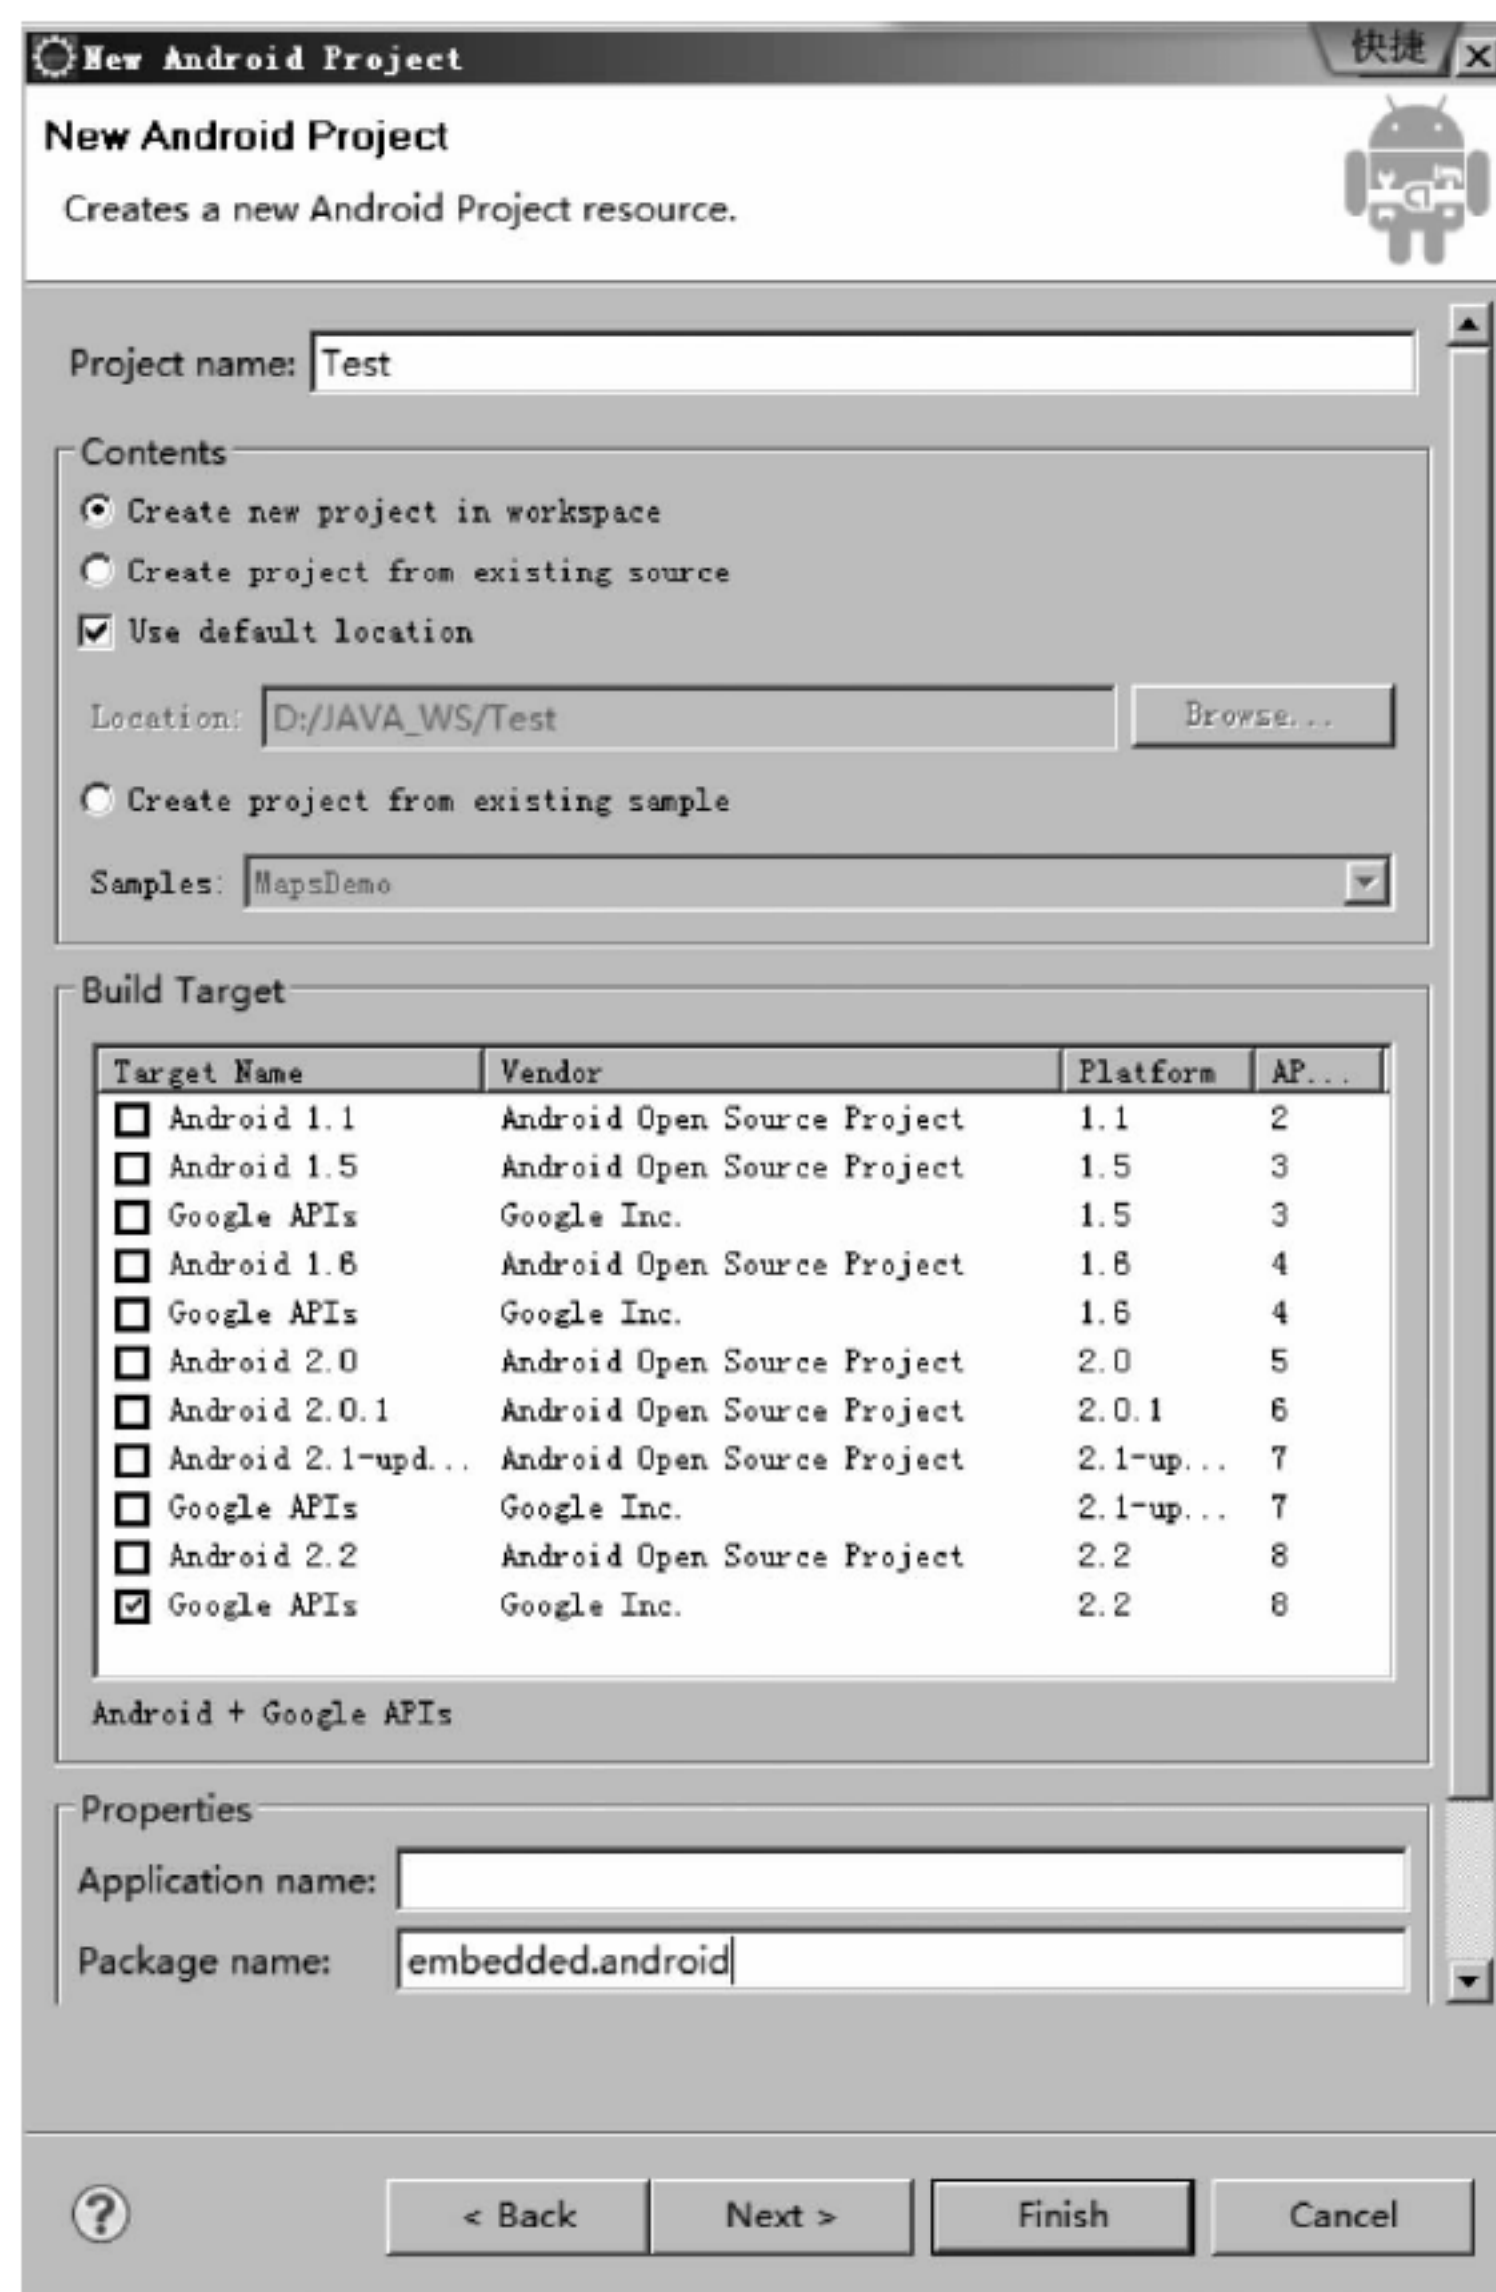 New Android Project
快捷
New Android Project
Creates a new Android Project resource.
Project name: Test
Contents
Create new project in workspace
Create project from existing source
Use default location
Location: D:/JAVA_WS/Test Browse...
Create project from existing sample
Samples: MapsDemo
Build Target
Target Name Vendor Platform AP...
Android 1.1 Android Open Source Project 1.1 2
Android 1.5 Android Open Source Project 1.5 3
Google APIs Google Inc. 1.5 3
Android 1.6 Android Open Source Project 1.6 4
Google APIs Google Inc. 1.6 4
Android 2.0 Android Open Source Project 2.0 5
Android 2.0.1 Android Open Source Project 2.0.1 6
Android 2.1-upd... Android Open Source Project 2.1-up... 7
Google APIs Google Inc. 2.1-up... 7
Android 2.2 Android Open Source Project 2.2 8
Google APIs Google Inc. 2.2 8
Android + Google APIs
Properties
Application name:
Package name: embedded.android
? < Back Next > Finish Cancel